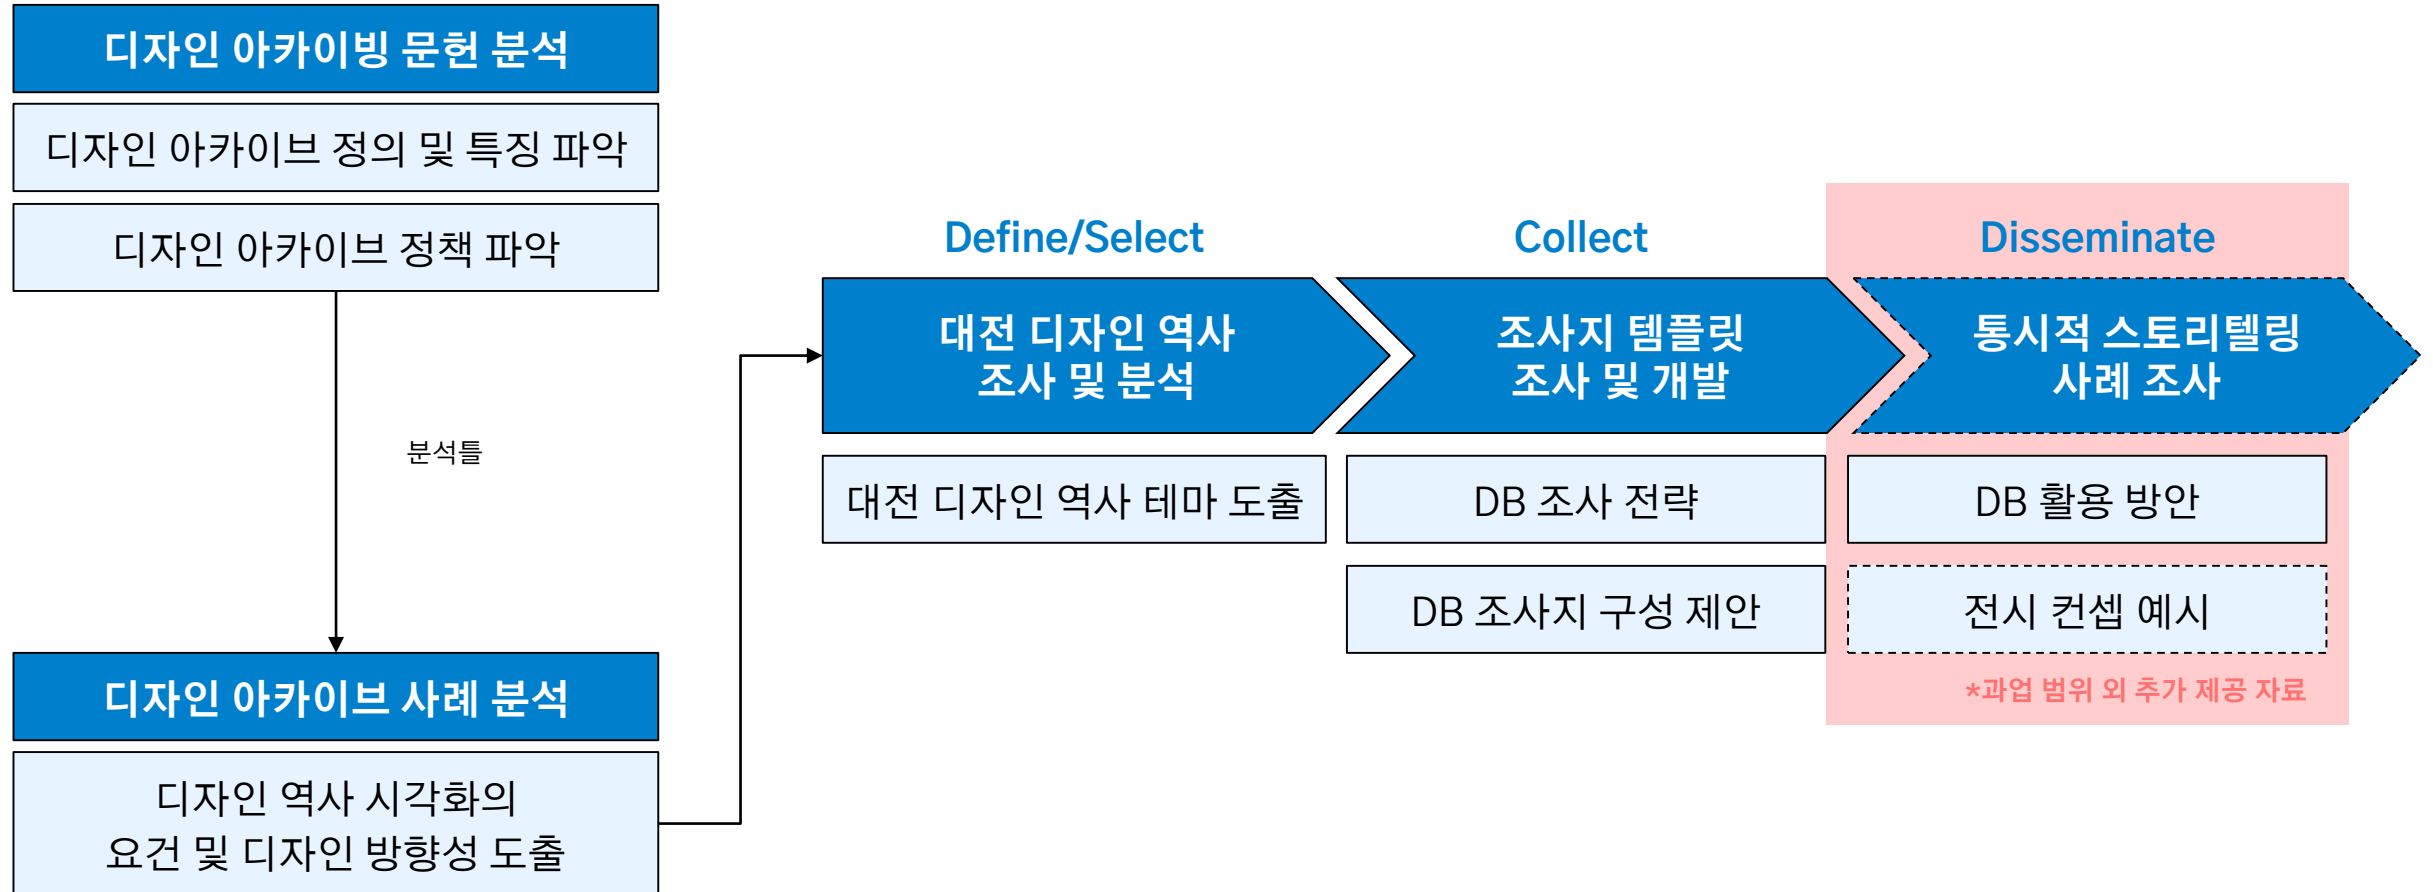 디자인 아카이빙 문헌 분석
디자인 아카이브 정의 및 특징 파악
디자인 아카이브 정책 파악
분석틀
디자인 아카이브 사례 분석
디자인 역사 시각화의
요건 및 디자인 방향성 도출
Define/Select
대전 디자인 역사
조사 및 분석
대전 디자인 역사 테마 도출
Collect
조사지 템플릿
조사 및 개발
DB 조사 전략
DB 조사지 구성 제안
Disseminate
통시적 스토리텔링
사례 조사
DB 활용 방안
전시 컨셉 예시
*과업 범위 외 추가 제공 자료